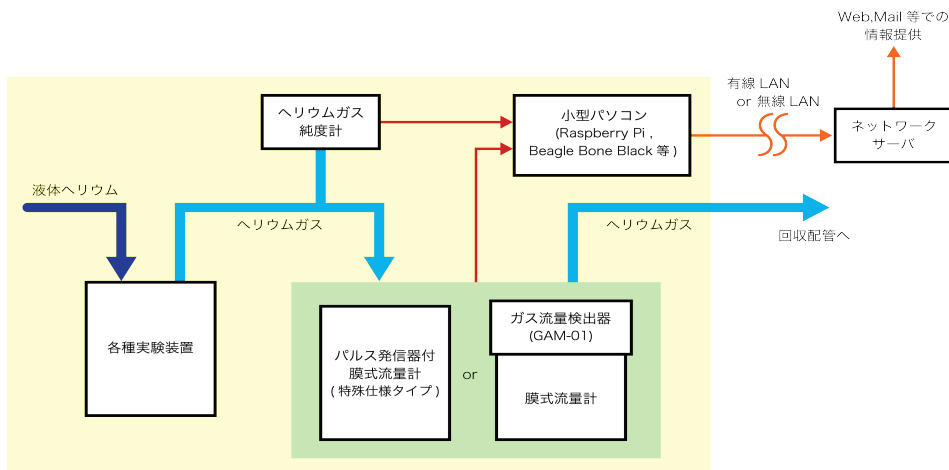 Web,Mail 等での
情報提供
有線 LAN
or 無線 LAN
ヘリウムガス
純度計
小型パソコン
(Raspberry Pi ,
Beagle Bone Black 等 )
ネットワーク
サーバ
液体ヘリウム
ヘリウムガス
ヘリウムガス
回収配管へ
各種実験装置
パルス発信器付
膜式流量計
( 特殊仕様タイプ )
or
ガス流量検出器
(GAM-01)
膜式流量計